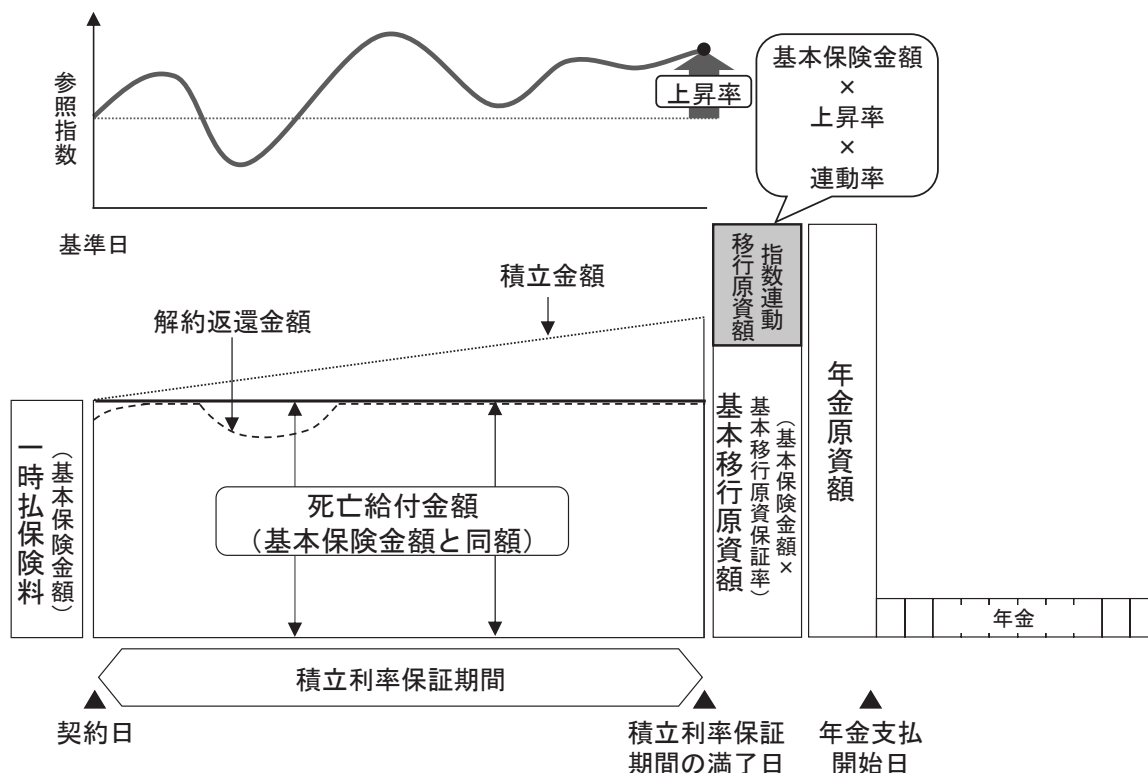 参照指数
上昇率
基本保険金額
×
上昇率
×
連動率
基準日
積立金額
解約返還金額
指数連動
移行原資額
一時払保険料
（基本保険金額）
死亡給付金額
（基本保険金額と同額）
基本移行原資額
（基本保険金額×
基本移行原資保証率）
年金原資額
年金
積立利率保証期間
契約日
積立利率保証
期間の満了日
年金支払
開始日